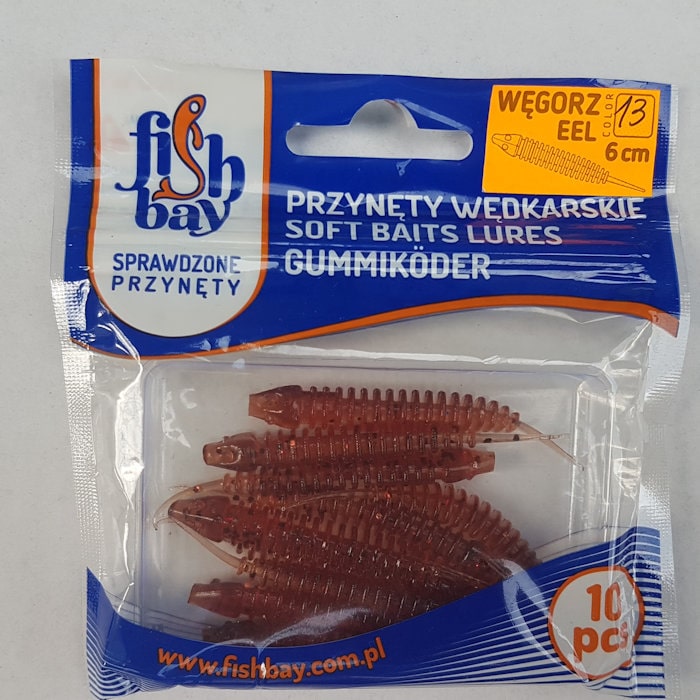 fish
bay
SPRAWDZONE
PRZYNĘTY
WĘGORZ
EEL
6 cm
COLOR
13
PRZYNĘTY WĘDKARSKIE
SOFT BAITS LURES
GUMMIKÖDER
10
pcs
www.fishbay.com.pl